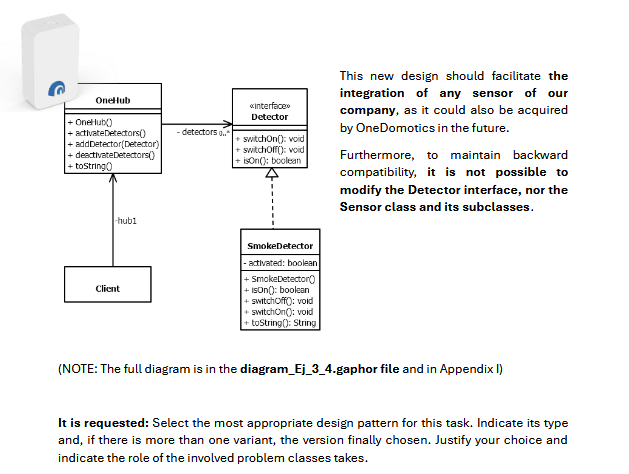 This new design should facilitate the
integration of any sensor of our
company, as it could also be acquired
by OneDomotics in the future.
Furthermore, to maintain backward
compatibility, it is not possible to
modify the Detector interface, nor the
Sensor class and its subclasses.
OneHub
+ OneHub()
+ activateDetectors()
+ addDetector(Detector)
+ deactivateDetectors()
+ toString()
- detectors 0..*
«interface»
Detector
+ switchOn(): void
+ switchOff(): void
+ isOn(): boolean
-hub1
Client
SmokeDetector
- activated: boolean
+ SmokeDetector()
+ isOn(): boolean
+ switchOff(): void
+ switchOn(): void
+ toString(): String
(NOTE: The full diagram is in the diagram_Ej_3_4.gaphor file and in Appendix I)
It is requested: Select the most appropriate design pattern for this task. Indicate its type
and, if there is more than one variant, the version finally chosen. Justify your choice and
indicate the role of the involved problem classes takes.